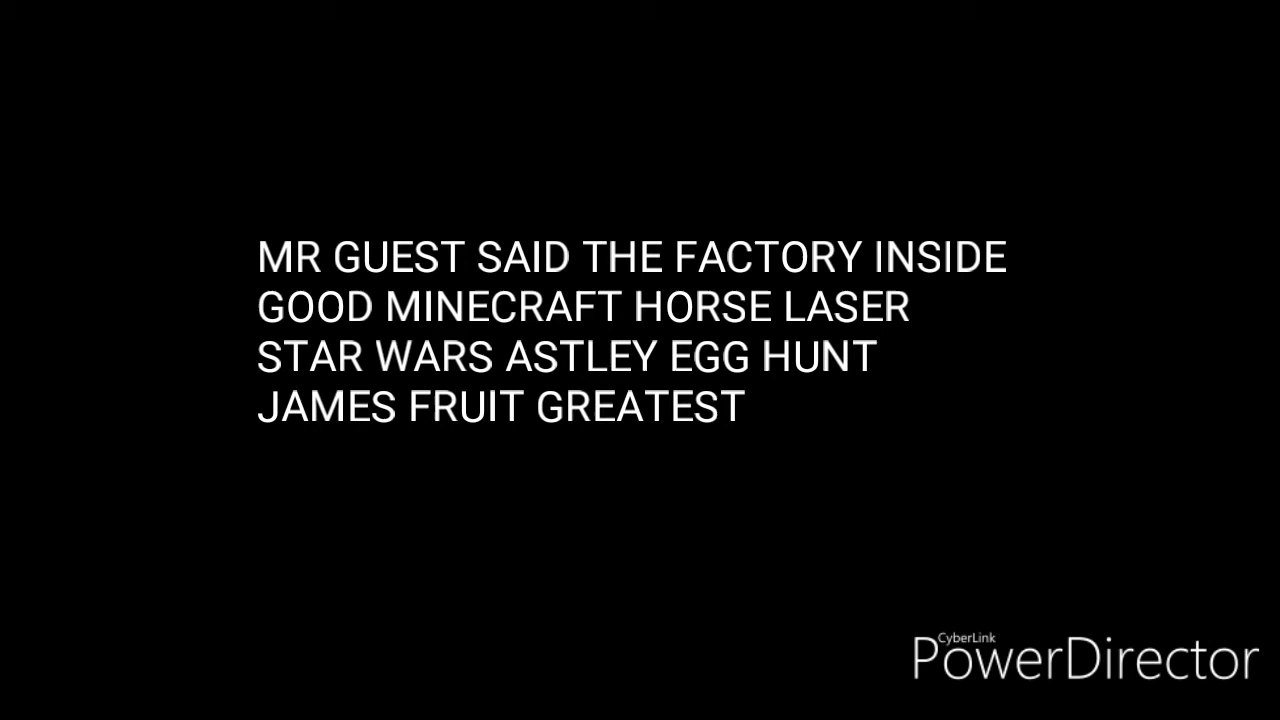 MR GUEST SAID THE FACTORY INSIDE
GOOD MINECRAFT HORSE LASER
STAR WARS ASTLEY EGG HUNT
JAMES FRUIT GREATEST
CyberLink
PowerDirector